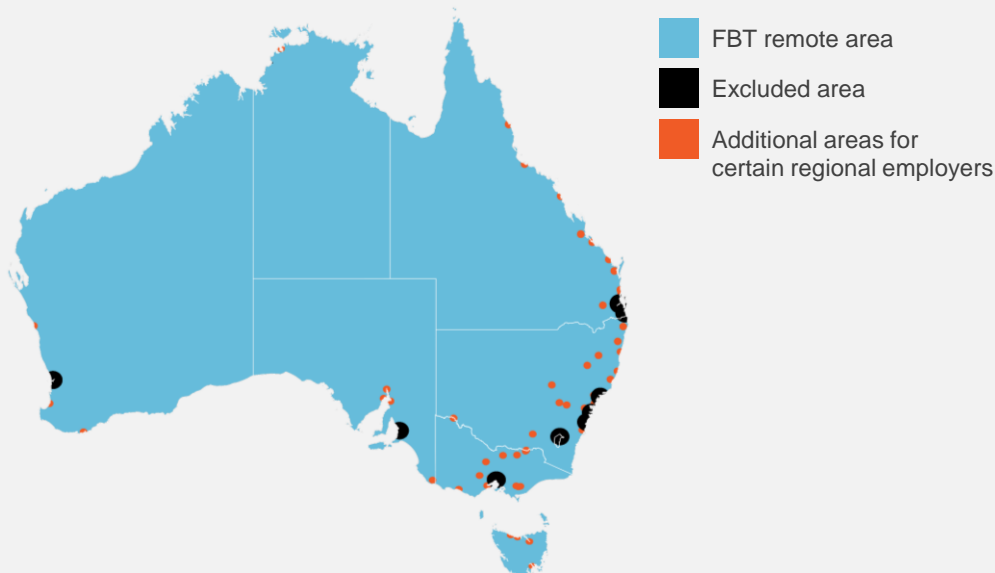 FBT remote area
Excluded area
Additional areas for
certain regional employers